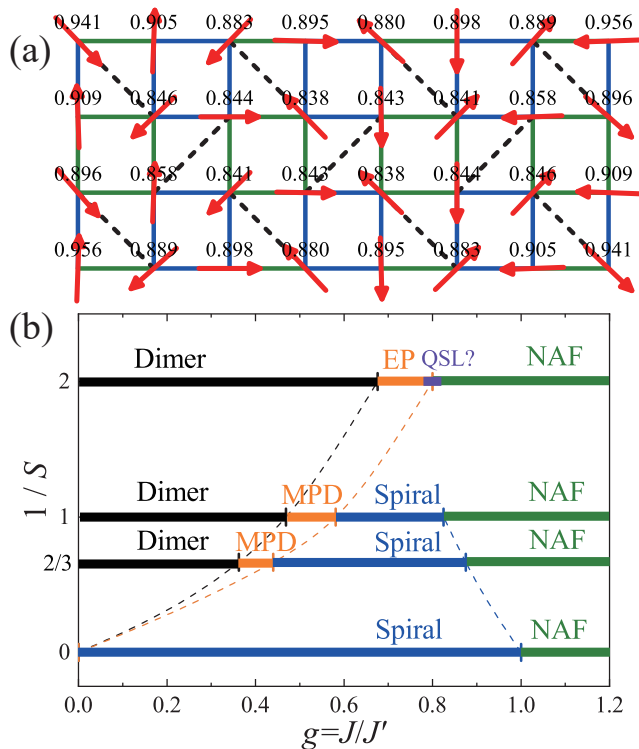 0.941 0.905 0.883 0.895 0.880 0.898 0.889 0.956
(a)
0.909 0.846 0.844 0.838 0.843 0.841 0.858 0.896
0.896 0.858 0.841 0.843 0.838 0.844 0.846 0.909
0.956 0.889 0.898 0.880 0.895 0.883 0.905 0.941
(b)
Dimer EP QSL? NAF
2
Dimer MPD Spiral NAF
1
Dimer MPD Spiral NAF
2/3
Spiral NAF
0
1 / S
0.0 0.2 0.4 0.6 0.8 1.0 1.2
g=J/J′